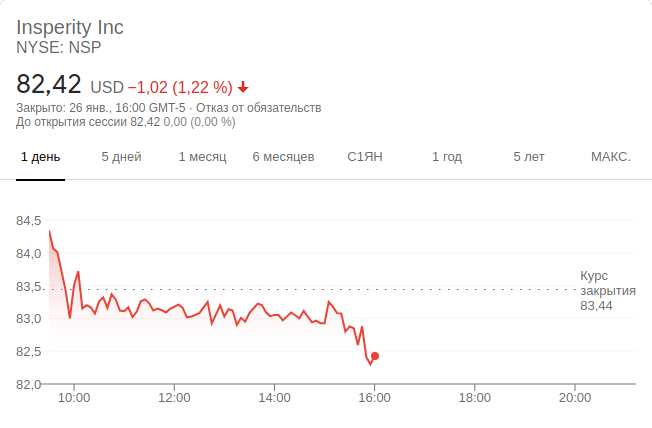 Insperity Inc
NYSE: NSP
82,42 USD −1,02 (1,22 %)
Закрыто: 26 янв., 16:00 GMT-5 · Отказ от обязательств
До открытия сессии 82,42 0,00 (0,00 %)
1 день 5 дней 1 месяц 6 месяцев С1ЯН 1 год 5 лет МАКС.
84,5
84,0
83,5
83,0
82,5
82,0
Курс
закрытия
83,44
10:00 12:00 14:00 16:00 18:00 20:00